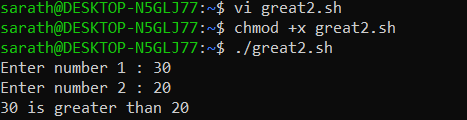 sarath@DESKTOP-N5GLJ77:~$ vi great2.sh
sarath@DESKTOP-N5GLJ77:~$ chmod +x great2.sh
sarath@DESKTOP-N5GLJ77:~$ ./great2.sh
Enter number 1 : 30
Enter number 2 : 20
30 is greater than 20